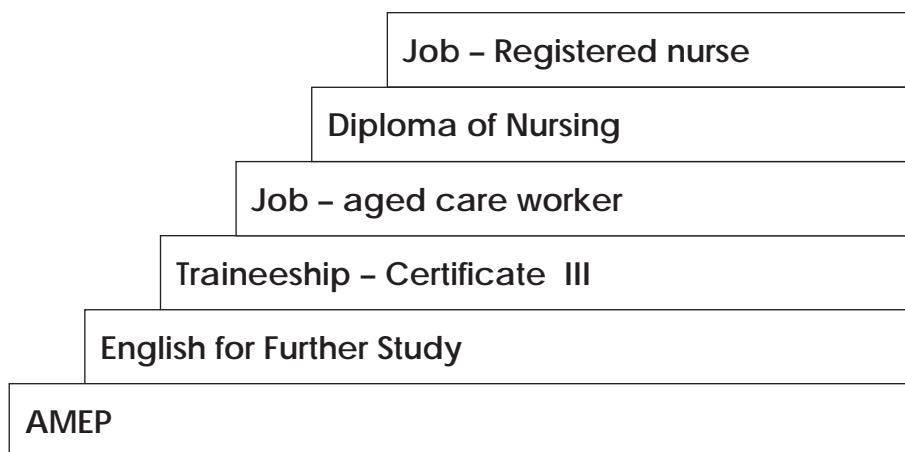 Job – Registered nurse
Diploma of Nursing
Job – aged care worker
Traineeship – Certificate III
English for Further Study
AMEP